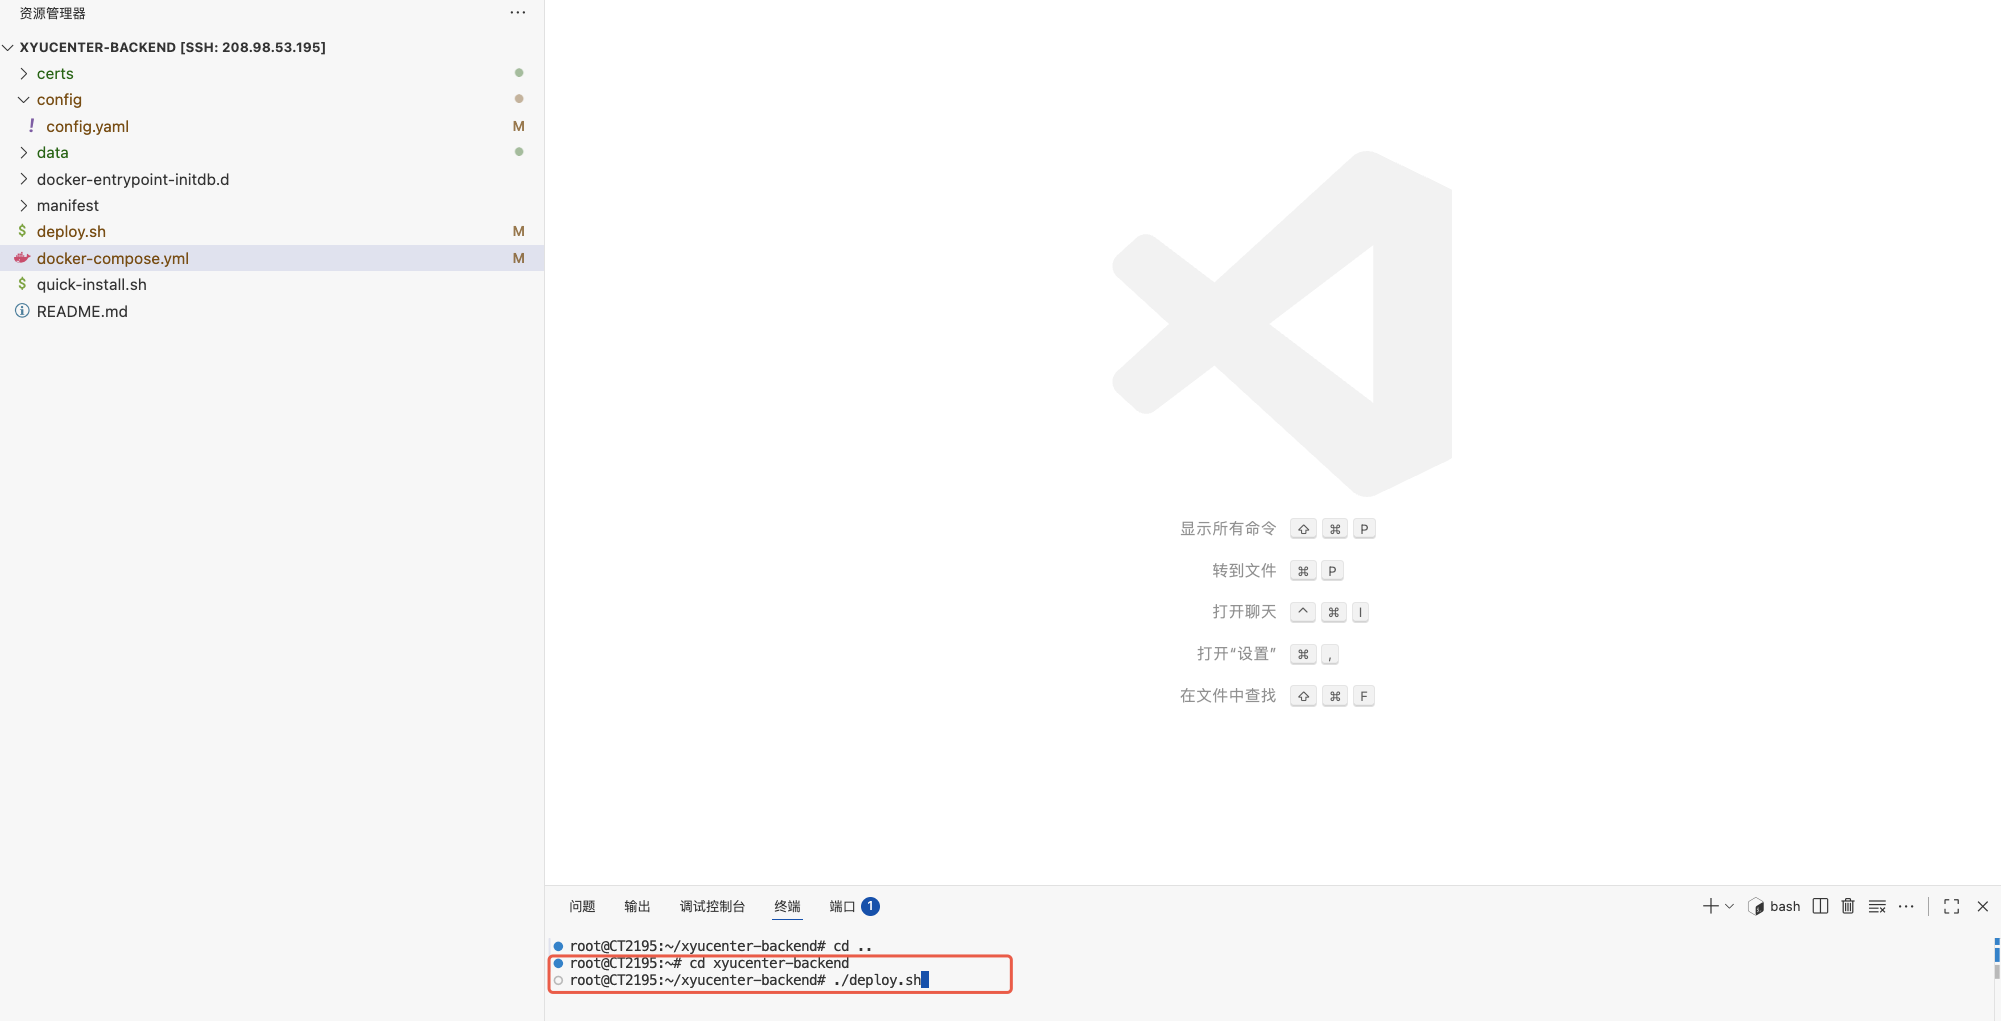 资源管理器 ···
XYUCENTER-BACKEND [SSH: 208.98.53.195]
certs
config
! config.yaml M
data
docker-entrypoint-initdb.d
manifest
$ deploy.sh M
docker-compose.yml M
$ quick-install.sh
README.md
显示所有命令 ⇧ ⌘ P
转到文件 ⌘ P
打开聊天 ^ ⌘ I
打开“设置” ⌘ ,
在文件中查找 ⇧ ⌘ F
问题 输出 调试控制台 终端 端口 1 bash ···
root@CT2195:~/xyucenter-backend# cd ..
root@CT2195:~# cd xyucenter-backend
root@CT2195:~/xyucenter-backend# ./deploy.sh